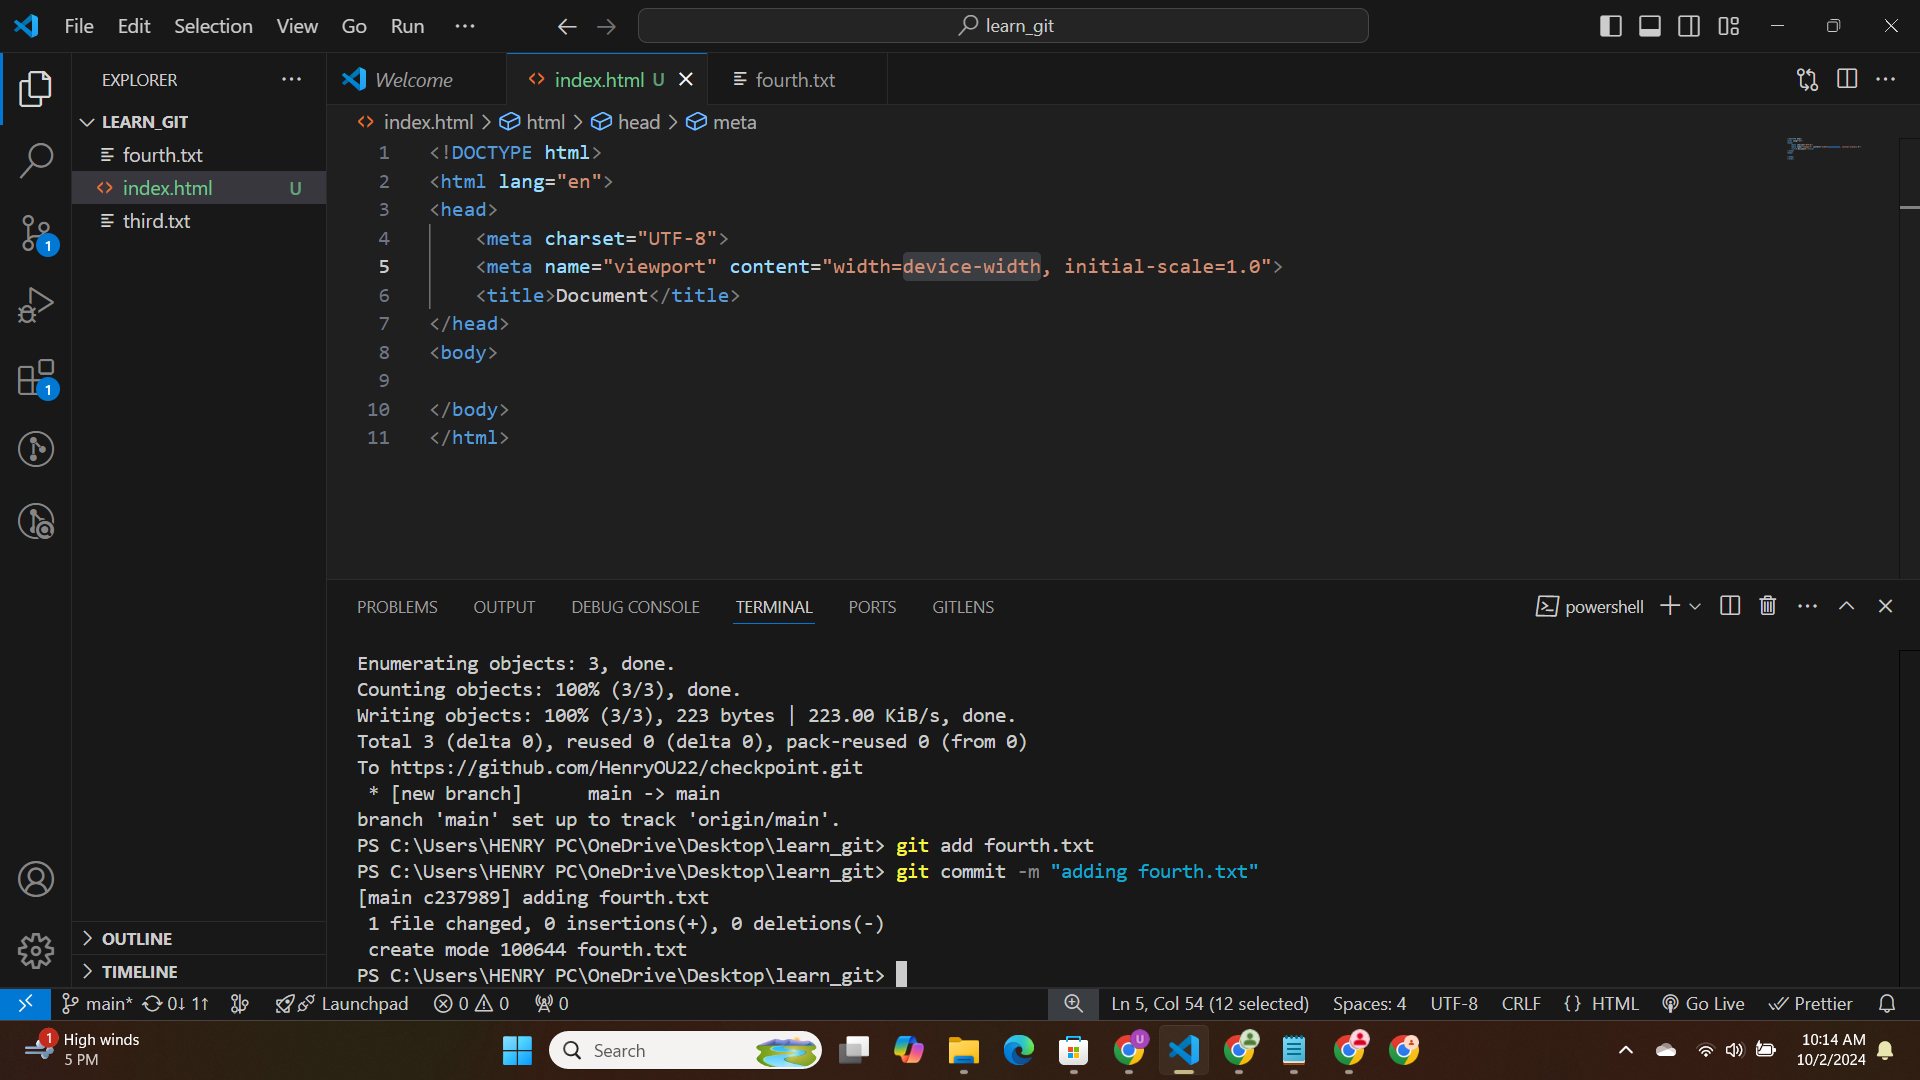 File Edit Selection View Go Run ···
learn_git
EXPLORER ···
LEARN_GIT
fourth.txt
index.html U
third.txt
OUTLINE
TIMELINE
Welcome index.html U fourth.txt
index.html > html > head > meta
1 <!DOCTYPE html>
2 <html lang="en">
3 <head>
4 <meta charset="UTF-8">
5 <meta name="viewport" content="width=device-width, initial-scale=1.0">
6 <title>Document</title>
7 </head>
8 <body>
9
10 </body>
11 </html>
1
1
PROBLEMS OUTPUT DEBUG CONSOLE TERMINAL PORTS GITLENS
powershell
Enumerating objects: 3, done.
Counting objects: 100% (3/3), done.
Writing objects: 100% (3/3), 223 bytes | 223.00 KiB/s, done.
Total 3 (delta 0), reused 0 (delta 0), pack-reused 0 (from 0)
To https://github.com/HenryOU22/checkpoint.git
* [new branch] main -> main
branch 'main' set up to track 'origin/main'.
PS C:\Users\HENRY PC\OneDrive\Desktop\learn_git> git add fourth.txt
PS C:\Users\HENRY PC\OneDrive\Desktop\learn_git> git commit -m "adding fourth.txt"
[main c237989] adding fourth.txt
1 file changed, 0 insertions(+), 0 deletions(-)
create mode 100644 fourth.txt
PS C:\Users\HENRY PC\OneDrive\Desktop\learn_git>
main* 0↓ 1↑ Launchpad 0 0 0 Ln 5, Col 54 (12 selected) Spaces: 4 UTF-8 CRLF {} HTML Go Live Prettier
1 High winds
5 PM
Search
U
10:14 AM
10/2/2024